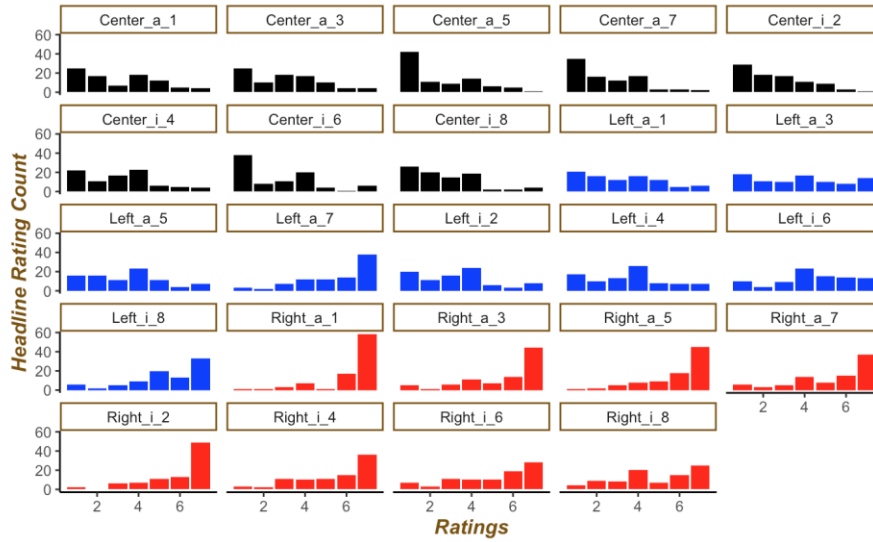 Center_a_1 Center_a_3 Center_a_5 Center_a_7 Center_i_2
60
40
20
0
Center_i_4 Center_i_6 Center_i_8 Left_a_1 Left_a_3
60
40
20
0
Left_a_5 Left_a_7 Left_i_2 Left_i_4 Left_i_6
60
40
20
0
Left_i_8 Right_a_1 Right_a_3 Right_a_5 Right_a_7
60
40
20
0
2 4 6
Right_i_2 Right_i_4 Right_i_6 Right_i_8
60
40
20
0
2 4 6 2 4 6 2 4 6 2 4 6
Headline Rating Count
Ratings